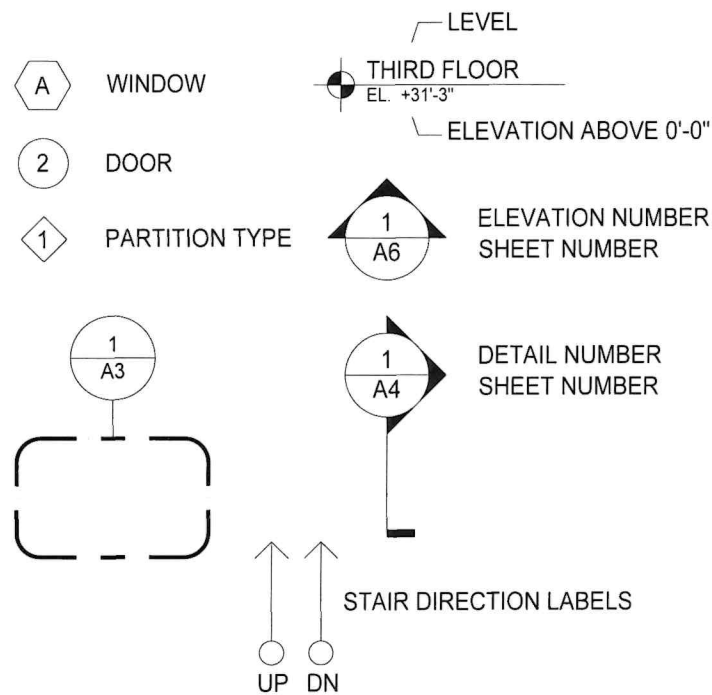 LEVEL
A WINDOW
THIRD FLOOR
EL. +31'-3"
ELEVATION ABOVE 0'-0"
2 DOOR
1 PARTITION TYPE
1
A6
ELEVATION NUMBER
SHEET NUMBER
1
A3
1
A4
DETAIL NUMBER
SHEET NUMBER
STAIR DIRECTION LABELS
UP DN